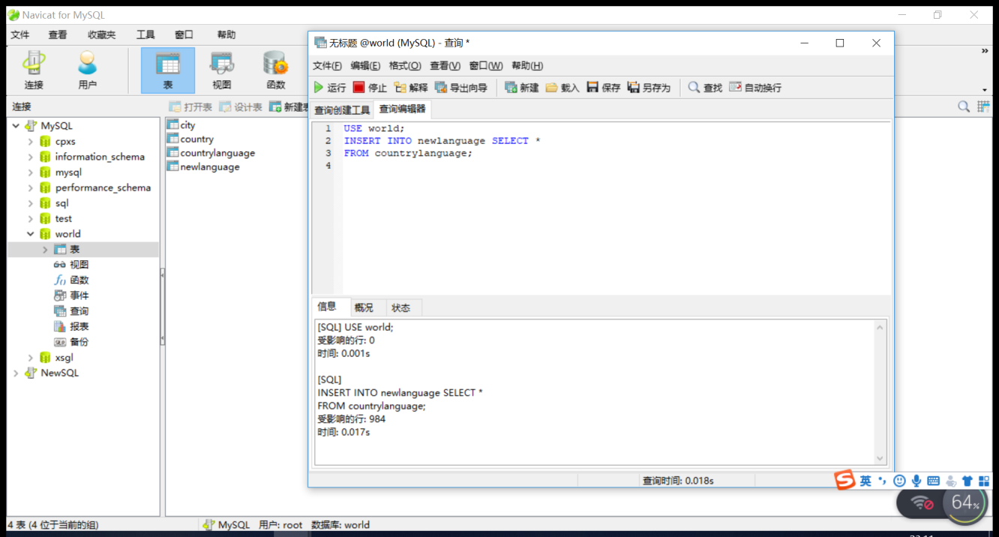 Navicat for MySQL
文件 查看 收藏夹 工具 窗口 帮助
连接 用户 表 视图 函数
»
连接
打开表 设计表 新建表
MySQL
cpxs
information_schema
mysql
performance_schema
sql
test
world
表
视图
函数
事件
查询
报表
备份
xsgl
NewSQL
city
country
countrylanguage
newlanguage
无标题 @world (MySQL) - 查询 *
文件(F) 编辑(E) 格式(O) 查看(V) 窗口(W) 帮助(H)
运行 停止 解释 导出向导 新建 载入 保存 另存为 查找 自动换行
查询创建工具 查询编辑器
1 USE world;
2 INSERT INTO newlanguage SELECT *
3 FROM countrylanguage;
4
信息 概况 状态
[SQL] USE world;
受影响的行: 0
时间: 0.001s
[SQL]
INSERT INTO newlanguage SELECT *
FROM countrylanguage;
受影响的行: 984
时间: 0.017s
查询时间: 0.018s
英
64%
4 表 (4 位于当前的组) MySQL 用户: root 数据库: world